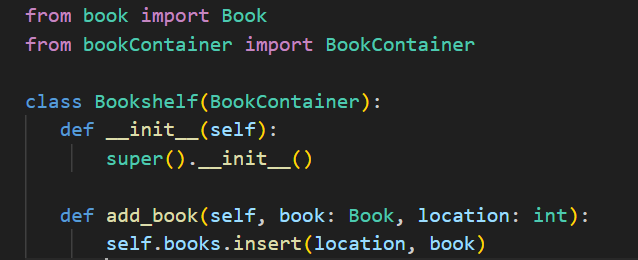 from book import Book
from bookContainer import BookContainer
class Bookshelf(BookContainer):
    def __init__(self):
        super().__init__()
    def add_book(self, book: Book, location: int):
        self.books.insert(location, book)